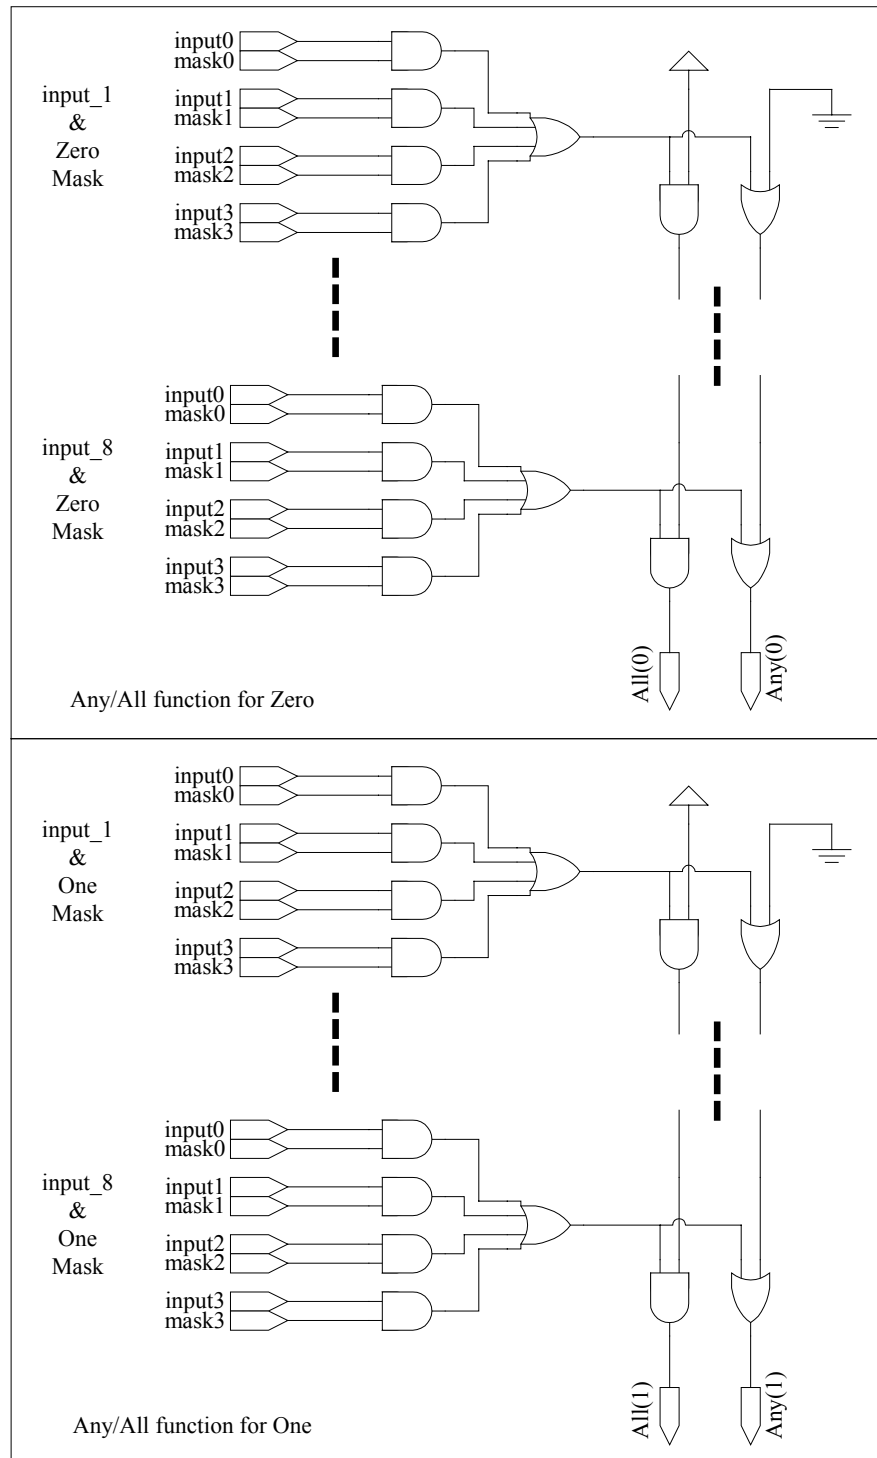 input0
mask0
input_1
&
Zero
Mask
input1
mask1
input2
mask2
input3
mask3
input0
mask0
input_8
&
Zero
Mask
input1
mask1
input2
mask2
input3
mask3
All(0)
Any(0)
Any/All function for Zero
input0
mask0
input_1
&
One
Mask
input1
mask1
input2
mask2
input3
mask3
input0
mask0
input_8
&
One
Mask
input1
mask1
input2
mask2
input3
mask3
All(1)
Any(1)
Any/All function for One